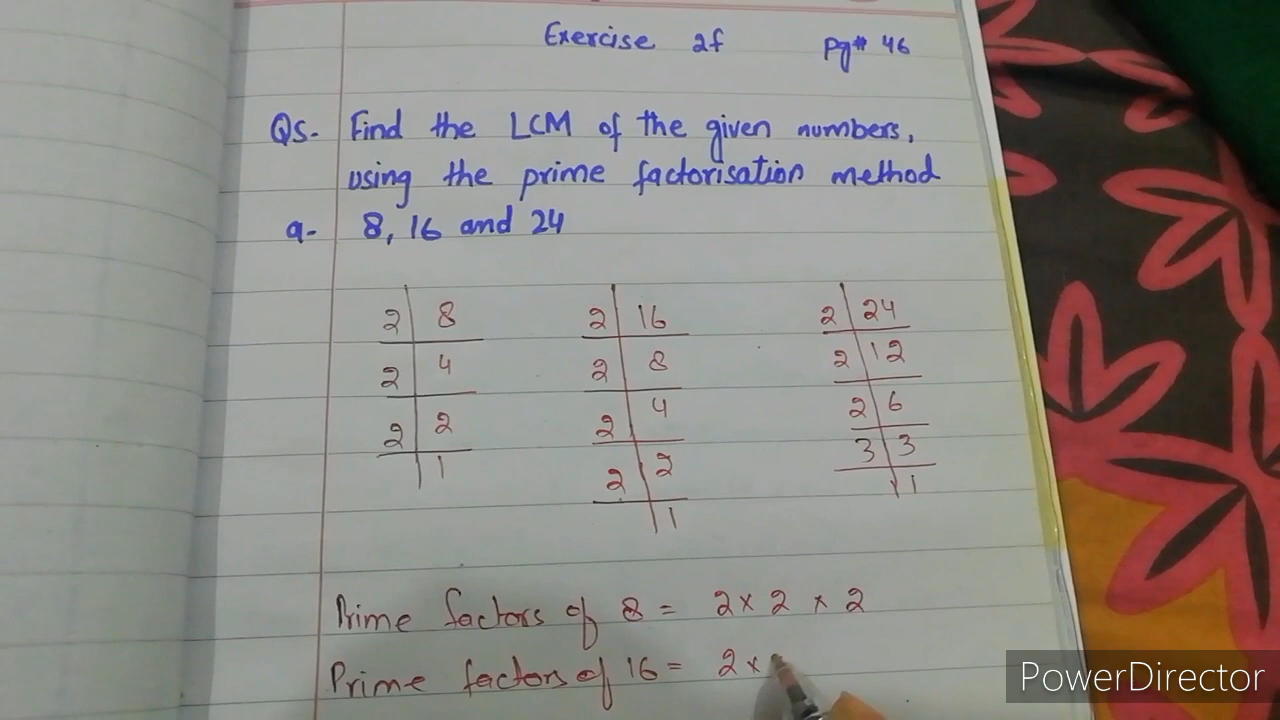 Exercise 2f pg# 46
Q5. Find the LCM of the given numbers,
using the prime factorisation method
a. 8, 16 and 24
2 8 2 16 2 24
2 4 2 8 2 12
2 2 2 4 2 6
1 2 2 3 3
1 1
Prime factors of 8 = 2 × 2 × 2
Prime factors of 16 = 2 ×
PowerDirector